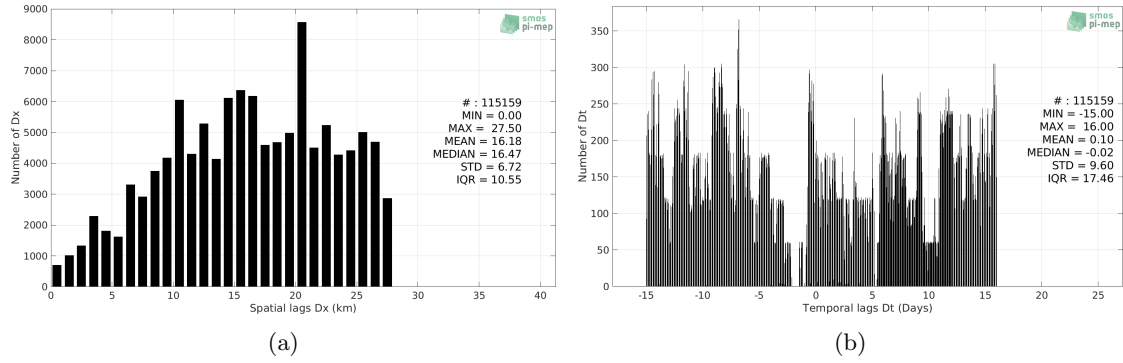 9000
8000
7000
6000
5000
4000
3000
2000
1000
0
Number of Dx
0 5 10 15 20 25 30 35 40
Spatial lags Dx (km)
smos
pi-mep
# : 115159
MIN = 0.00
MAX = 27.50
MEAN = 16.18
MEDIAN = 16.47
STD = 6.72
IQR = 10.55
(a)
350
300
250
200
150
100
50
0
Number of Dt
-15 -10 -5 0 5 10 15 20 25
Temporal lags Dt (Days)
smos
pi-mep
# : 115159
MIN = -15.00
MAX = 16.00
MEAN = 0.10
MEDIAN = -0.02
STD = 9.60
IQR = 17.46
(b)